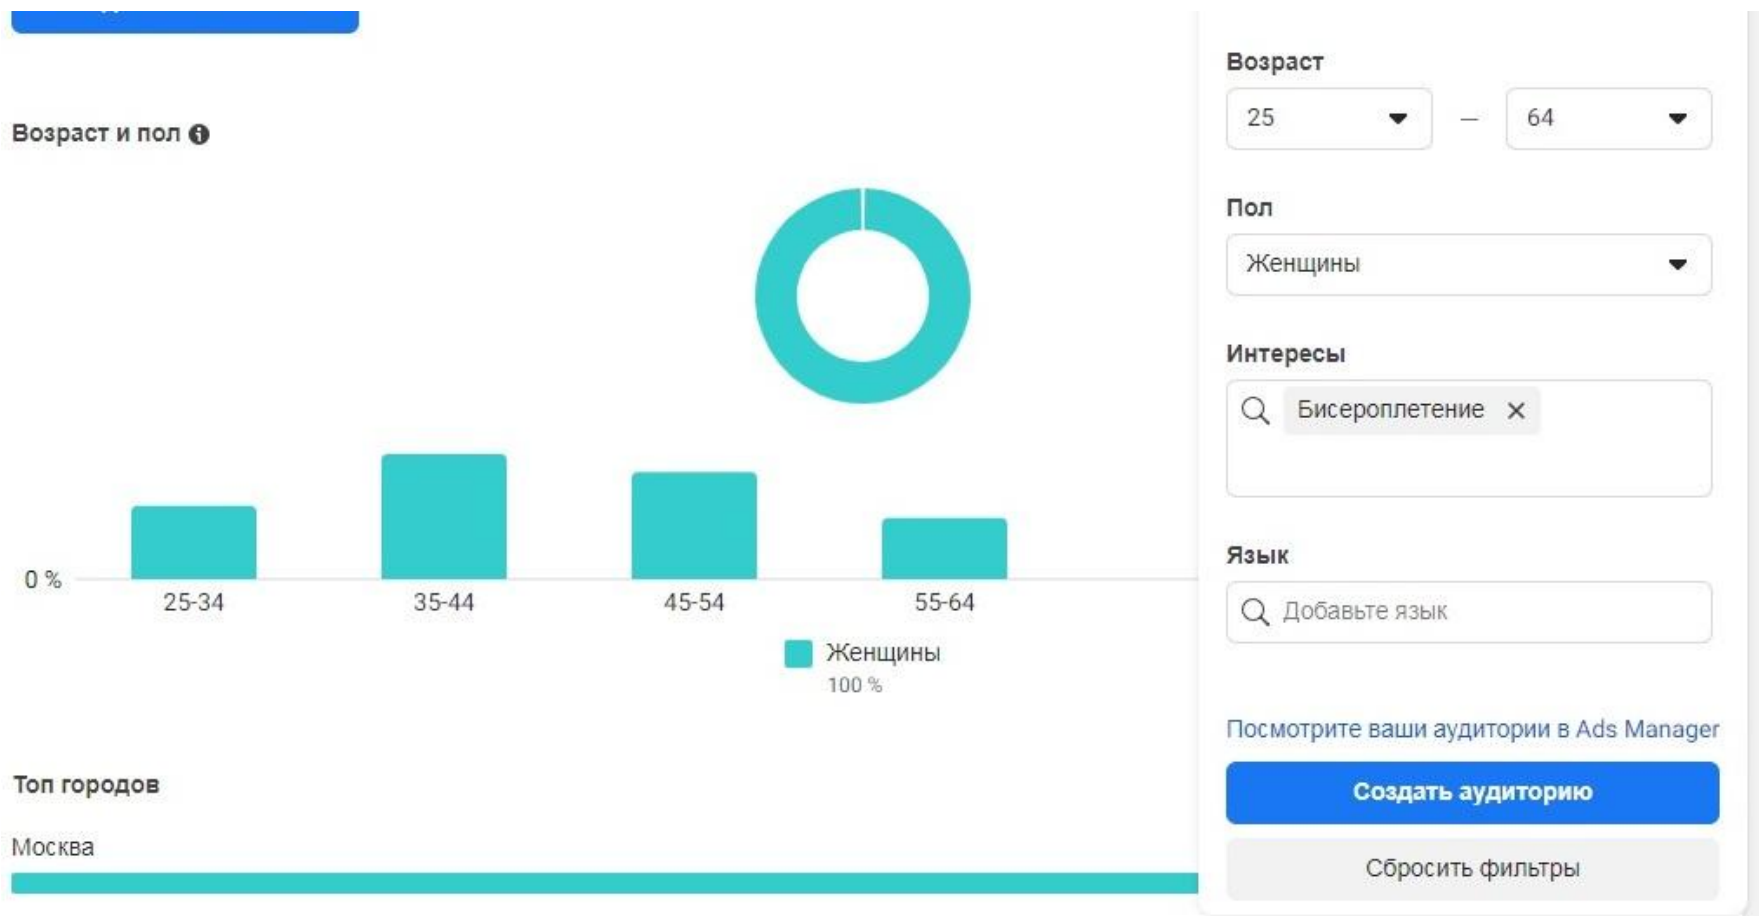 Возраст и пол
0 %
25-34
35-44
45-54
55-64
Женщины
100 %
Топ городов
Москва
Возраст
25 — 64
Пол
Женщины
Интересы
Бисероплетение
Язык
Добавьте язык
Посмотрите ваши аудитории в Ads Manager
Создать аудиторию
Сбросить фильтры